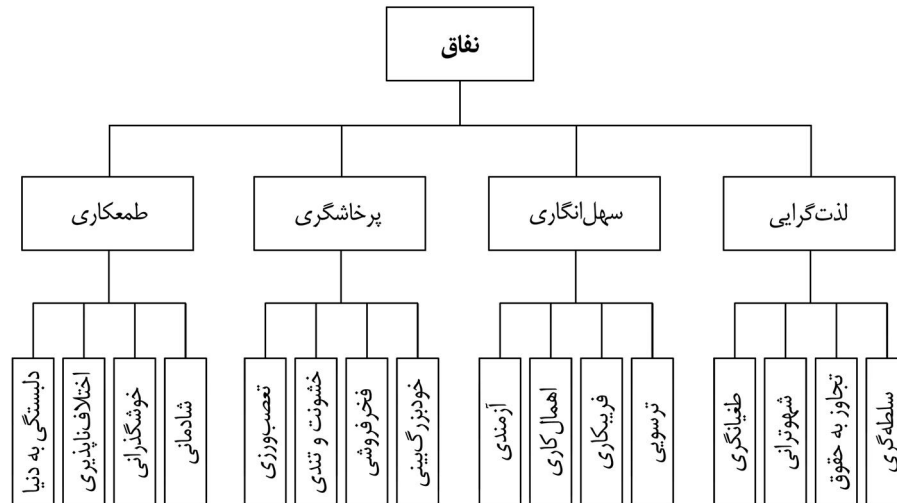 نفاق
لذت‌گرایی
سهل‌انگاری
پرخاشگری
طمعکاری
سلطه‌گری
تجاوز به حقوق
شهوترانی
طغیانگری
ترسویی
فریبکاری
اهمال‌کاری
آزمندی
خودبزرگ‌بینی
فخرفروشی
خشونت و تندی
تعصب‌ورزی
شادمانی
خوشگذرانی
اختلاف‌ناپذیری
دلبستگی به دنیا